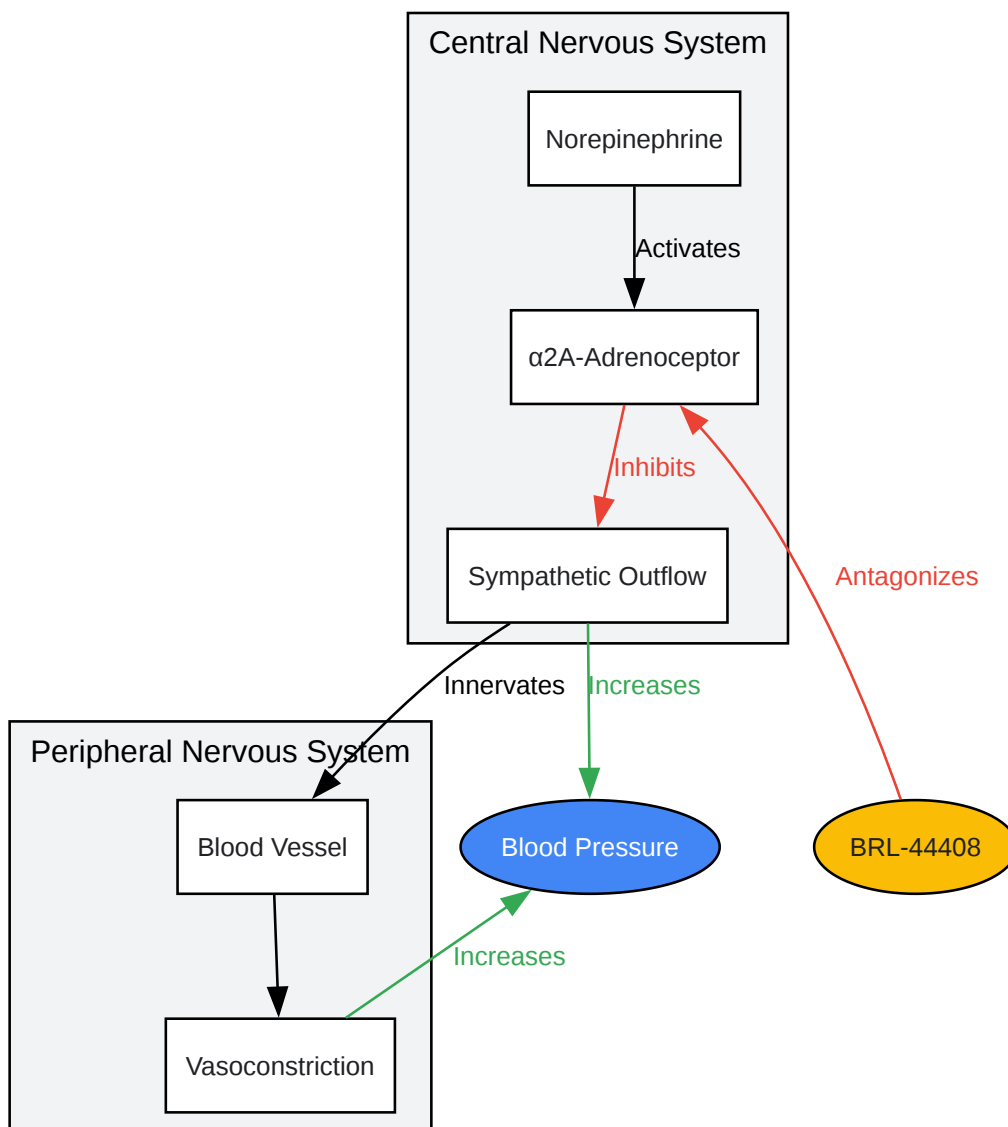 Central Nervous System
Norepinephrine
Activates
α2A-Adrenoceptor
Inhibits
Sympathetic Outflow
Antagonizes
Innervates
Increases
Peripheral Nervous System
Blood Vessel
Blood Pressure
BRL-44408
Increases
Vasoconstriction